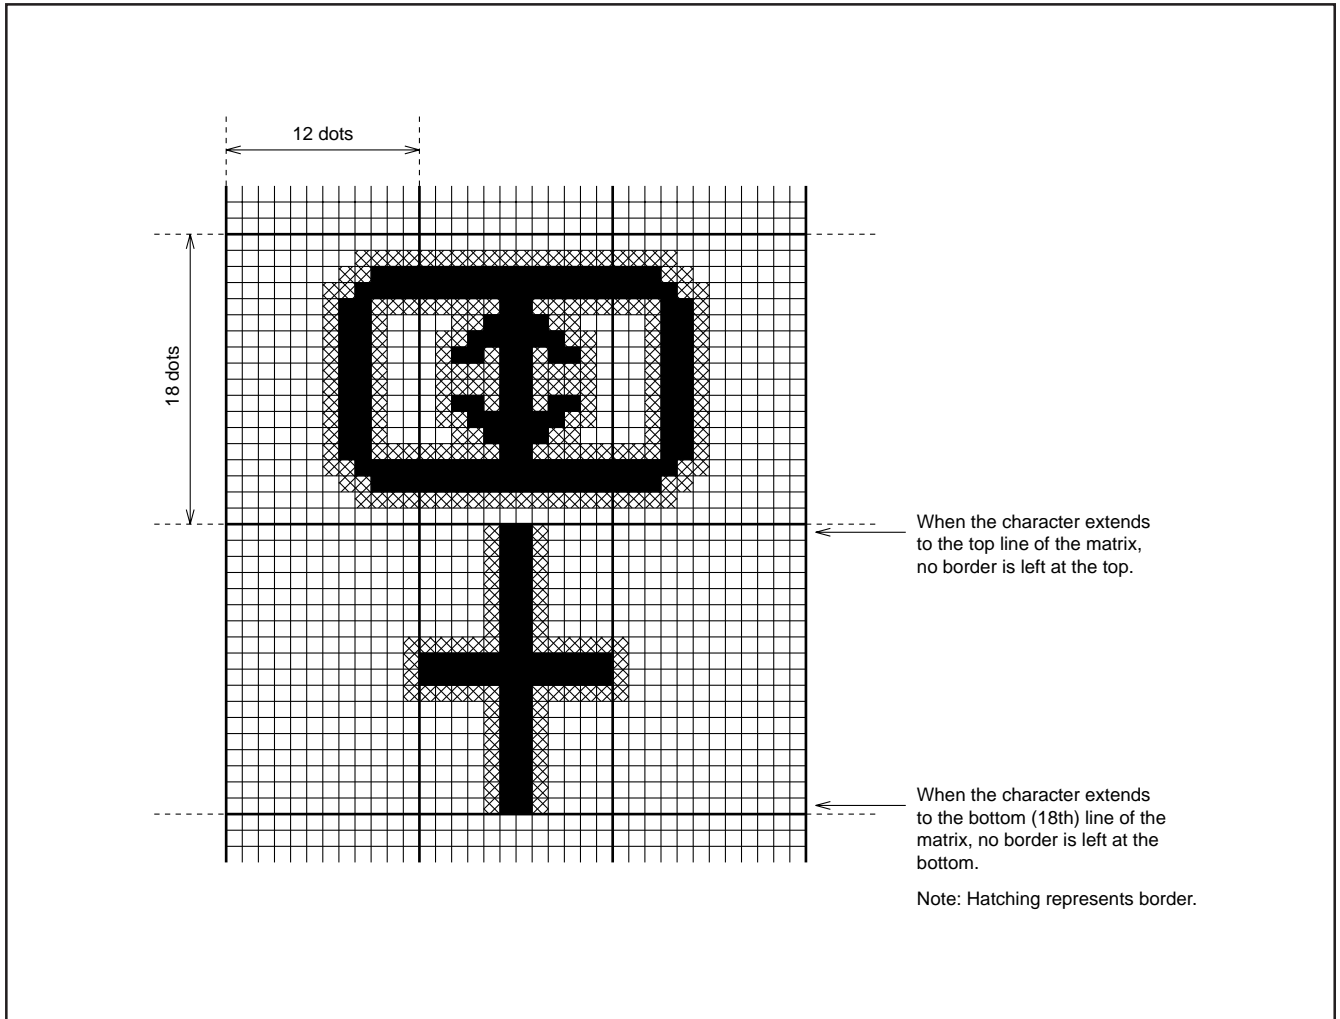 12 dots
18 dots
When the character extends
to the top line of the matrix,
no border is left at the top.
When the character extends
to the bottom (18th) line of the
matrix, no border is left at the
bottom.
Note: Hatching represents border.